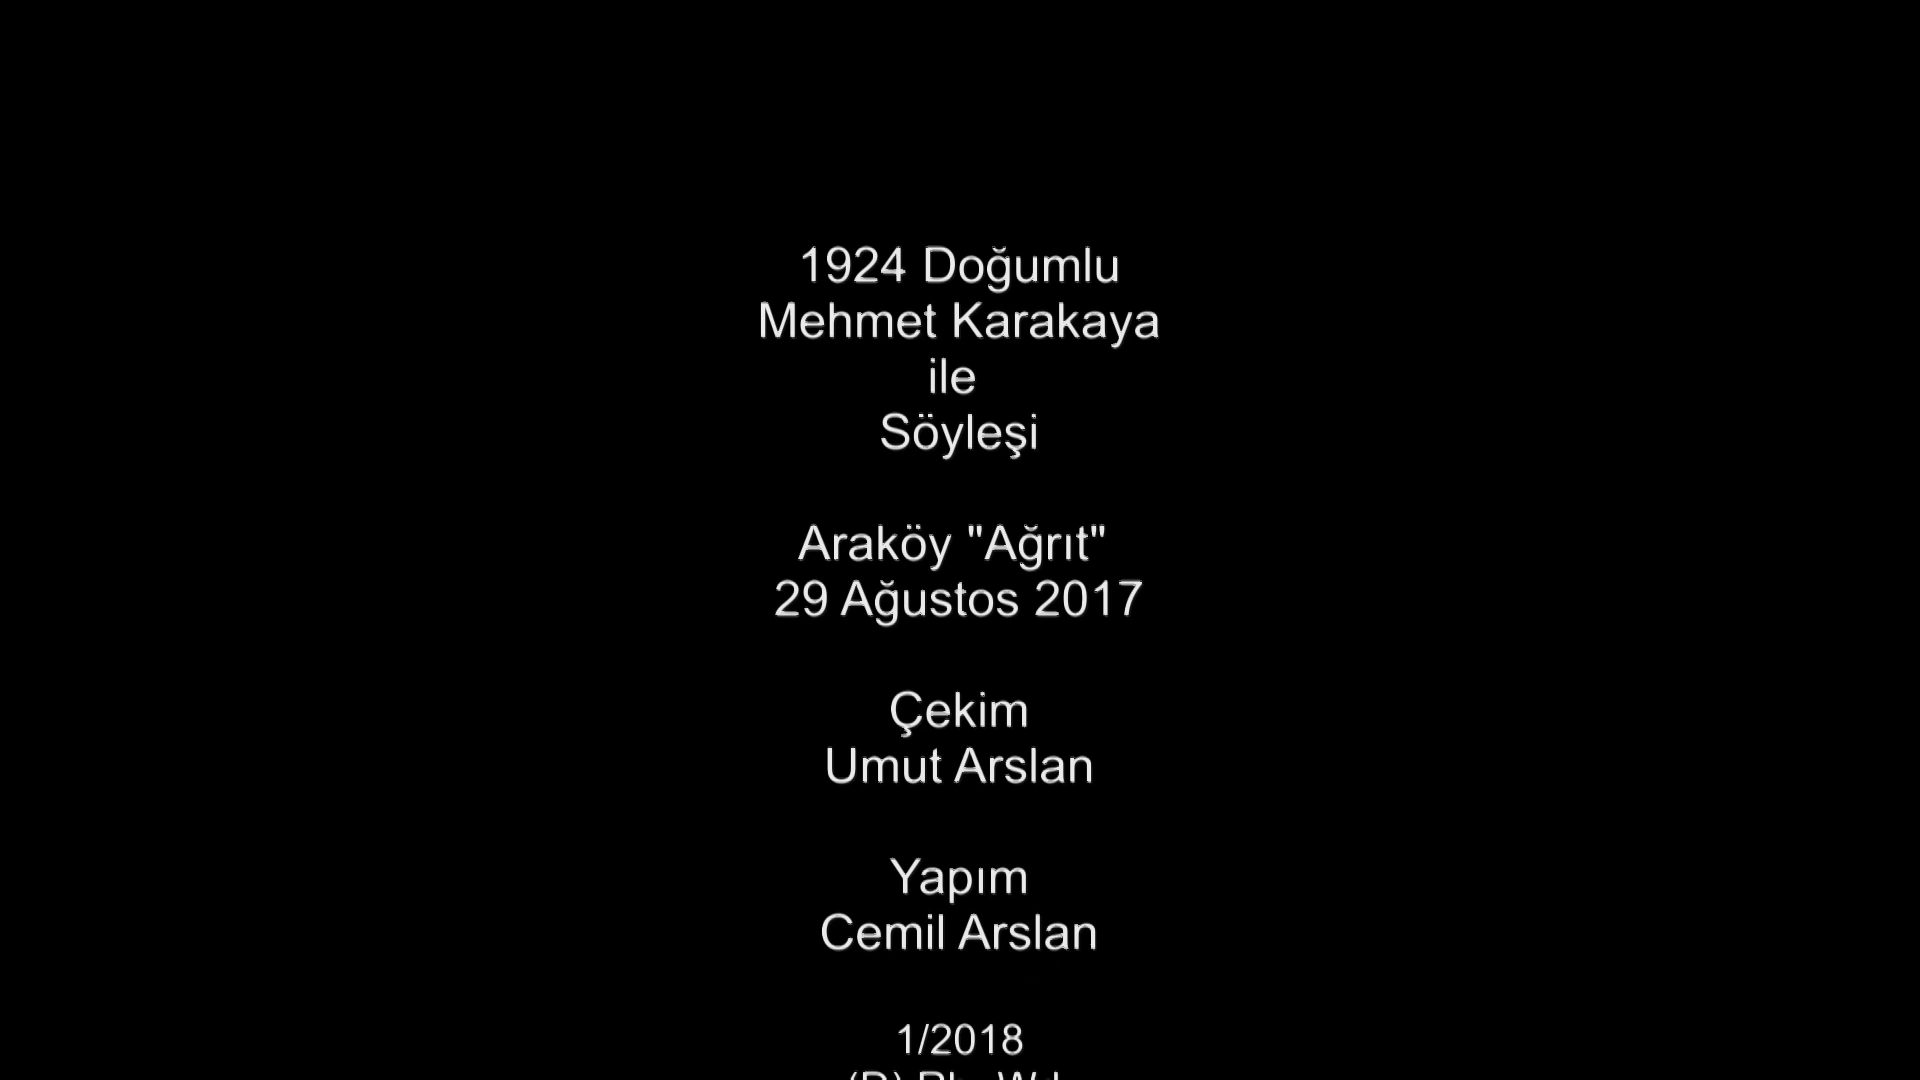 1924 Doğumlu
Mehmet Karakaya
ile
Söyleşi
Araköy "Ağrıt"
29 Ağustos 2017
Çekim
Umut Arslan
Yapım
Cemil Arslan
1/2018